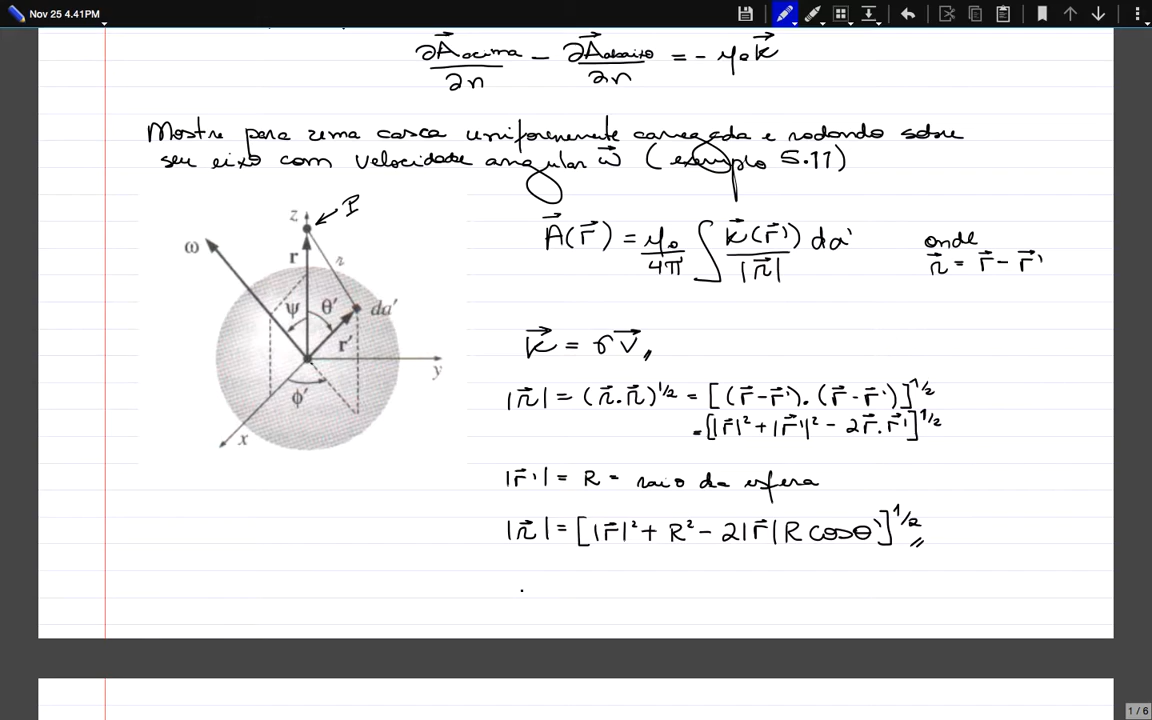 Nov 25 4.41PM
∂A⃗acima/∂n − ∂A⃗abaixo/∂n = − μ₀K⃗
Mostre para uma casca uniformemente carregada e rodando sobre
seu eixo com velocidade angular ω⃗ (exemplo 5.11)
z P
ω r 𝓇 ψ θ' da' r' φ' x y
A⃗(r⃗) = μ₀/4π ∫ K⃗(r⃗')/|𝓇⃗| da' onde
𝓇⃗ = r⃗ − r⃗'
K⃗ = σv⃗,,
|𝓇⃗| = (𝓇⃗.𝓇⃗)^1/2 = [(r⃗−r⃗').(r⃗−r⃗')]^1/2
= [|r⃗|² + |r⃗'|² − 2r⃗.r⃗']^1/2
|r⃗'| = R = raio da esfera
|𝓇⃗| = [|r⃗|² + R² − 2|r⃗|R cosθ']^1/2,,
1 / 6